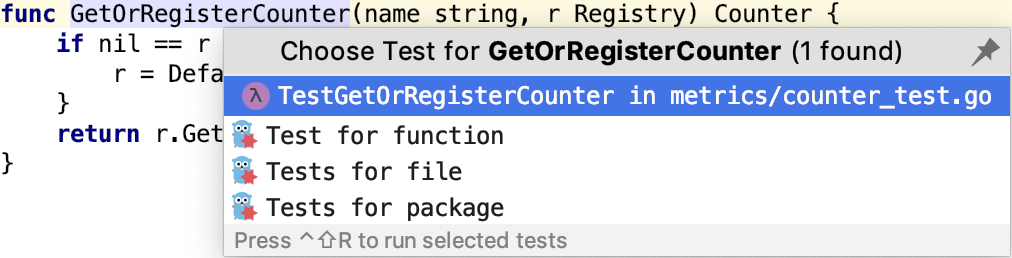 func GetOrRegisterCounter(name string, r Registry) Counter {
if nil == r
r = Defa
}
return r.Get
}
Choose Test for GetOrRegisterCounter (1 found)
λ TestGetOrRegisterCounter in metrics/counter_test.go
Test for function
Tests for file
Tests for package
Press ^⇧R to run selected tests